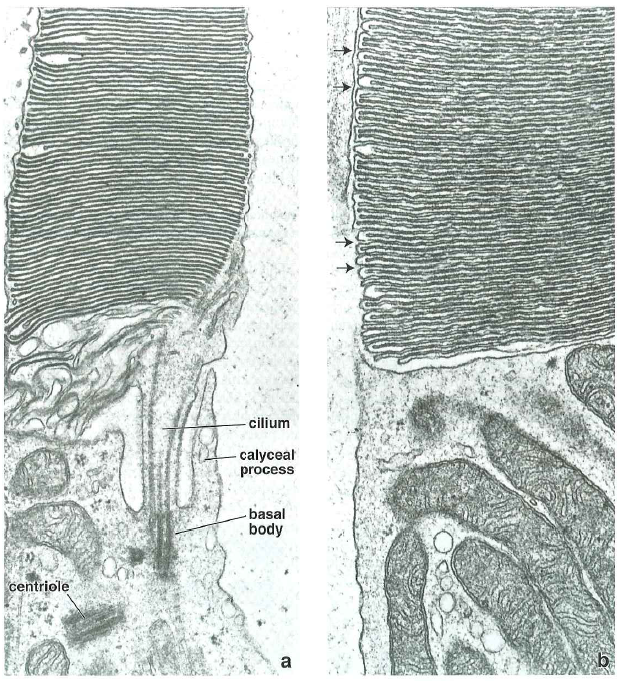 cilium
calyceal
process
basal
body
centriole
a
b